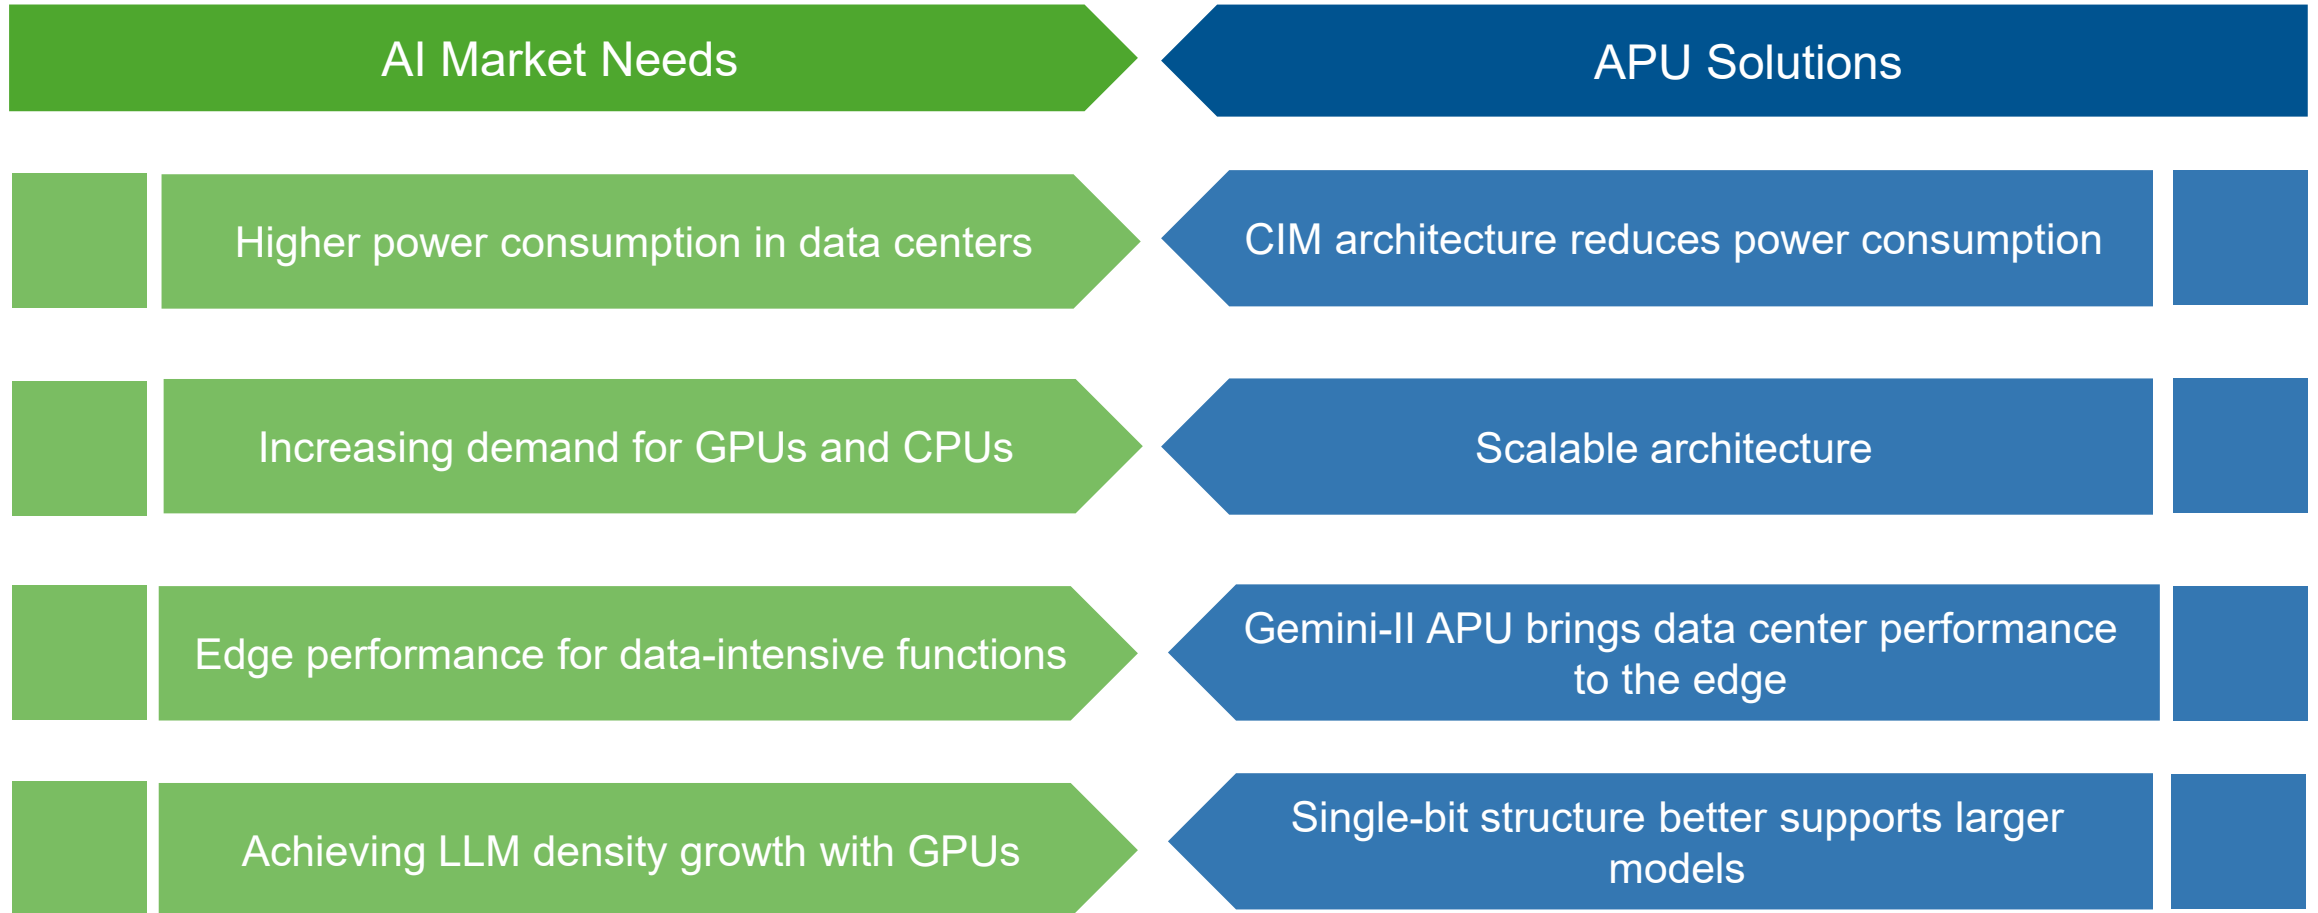 AI Market Needs
APU Solutions
Higher power consumption in data centers
CIM architecture reduces power consumption
Increasing demand for GPUs and CPUs
Scalable architecture
Edge performance for data-intensive functions
Gemini-II APU brings data center performance
to the edge
Achieving LLM density growth with GPUs
Single-bit structure better supports larger
models